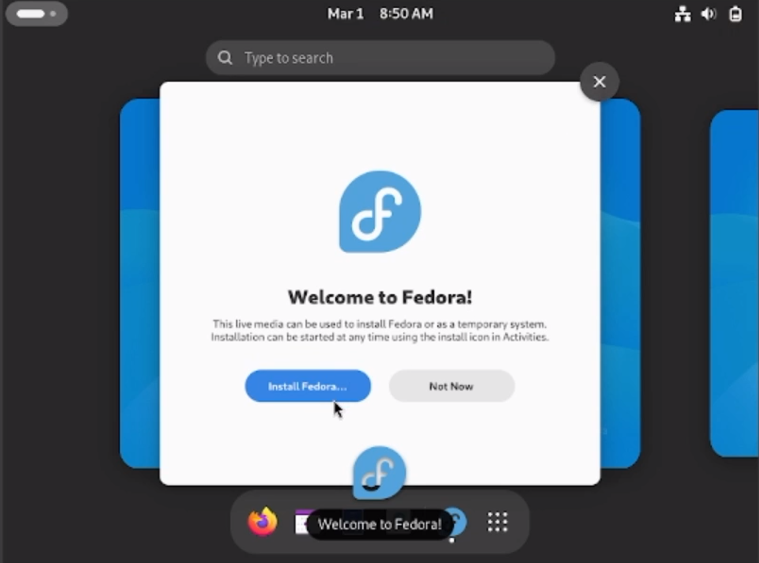 Mar 1 8:50 AM
Type to search
Welcome to Fedora!
This live media can be used to install Fedora or as a temporary system.
Installation can be started at any time using the install icon in Activities.
Install Fedora...
Not Now
Welcome to Fedora!